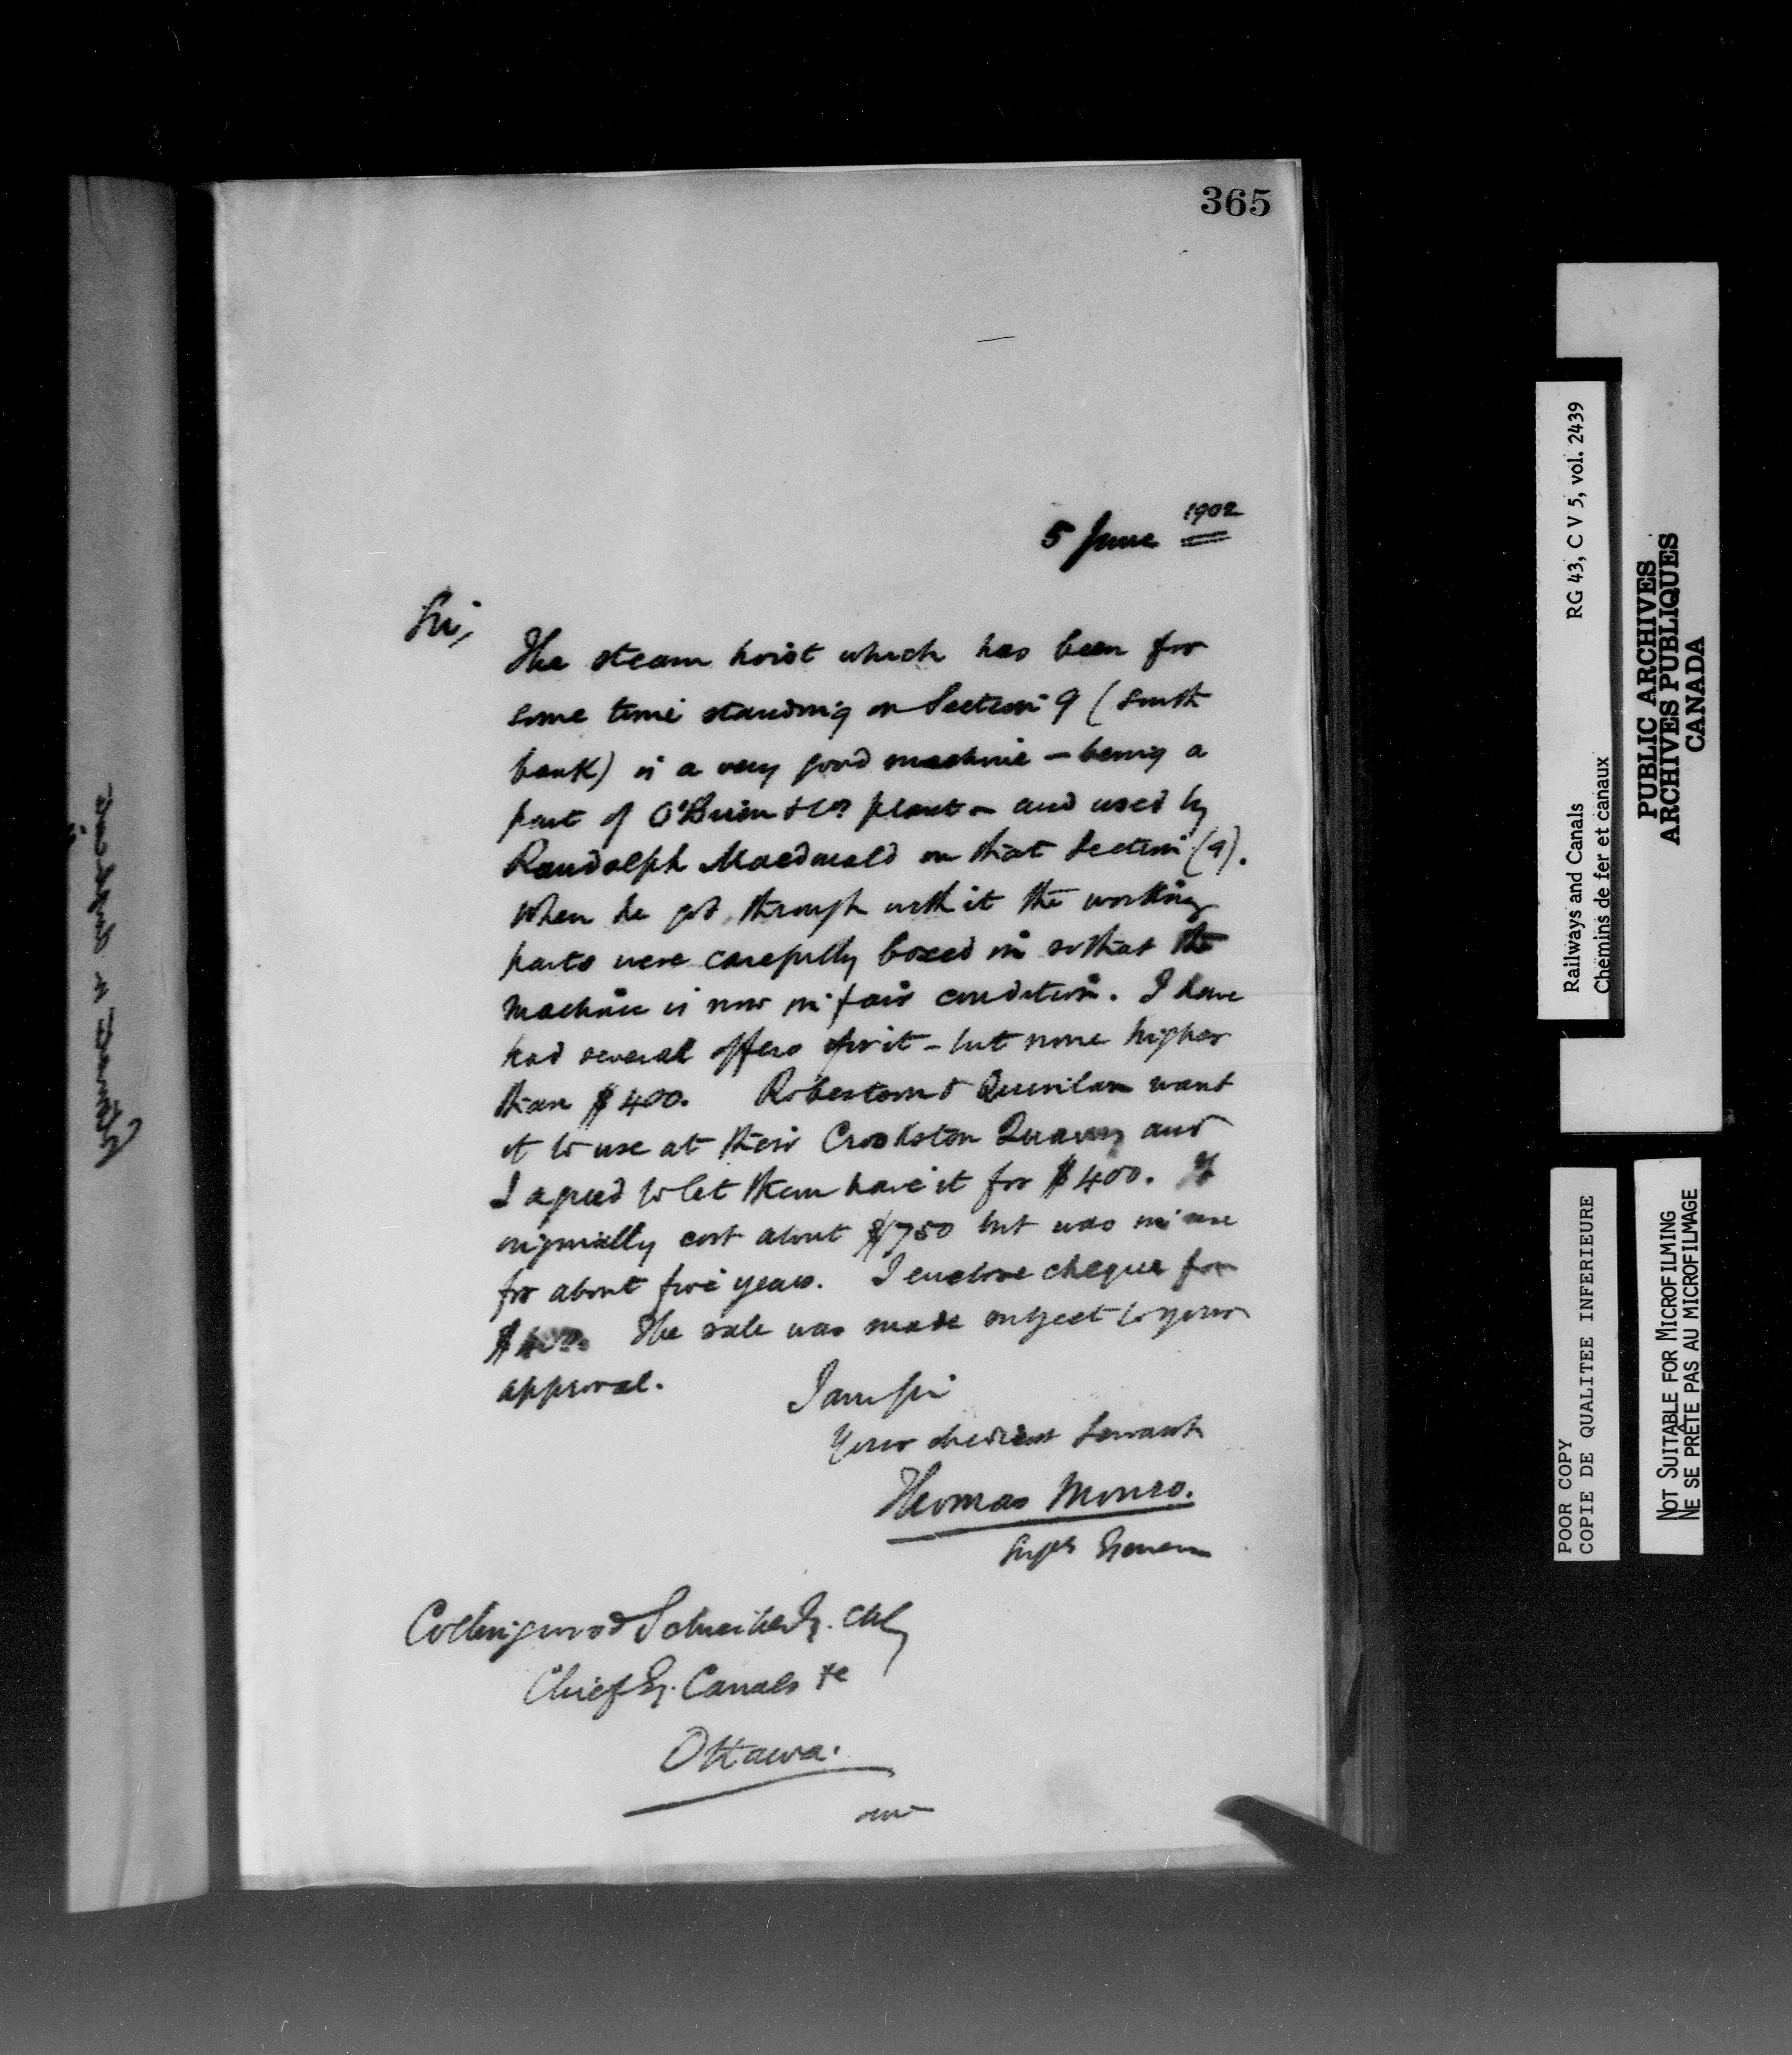 365
5 June 1902
Sir,
The steam hoist which has been for
some time standing on Section 9 (South
bank) is a very good machine – being a
part of O'Brien & Cos plant – and used by
Randolph Macdonald on that Section (9).
When he got through with it the working
parts were carefully boxed in so that the
machine is now in fair condition. I have
had several offers for it – but none higher
than $400. Robertson & Quinlan want
it to use at their Crookston Quarry and
I agreed to let them have it for $400. It
originally cost about $750 but was in use
for about five years. I enclose cheque for
$400. The sale was made subject to your
approval.
I am Sir
Your obedient Servant
Thomas Monro.
Supt Engineer
Collingwood Schreiber Esq. CMG
Chief Eng. Canals &c
Ottawa.
Railways and Canals RG 43, C V 5, vol. 2439
Chemins de fer et canaux
PUBLIC ARCHIVES
ARCHIVES PUBLIQUES
CANADA
POOR COPY
COPIE DE QUALITEE INFERIEURE
NOT SUITABLE FOR MICROFILMING
NE SE PRÊTE PAS AU MICROFILMAGE